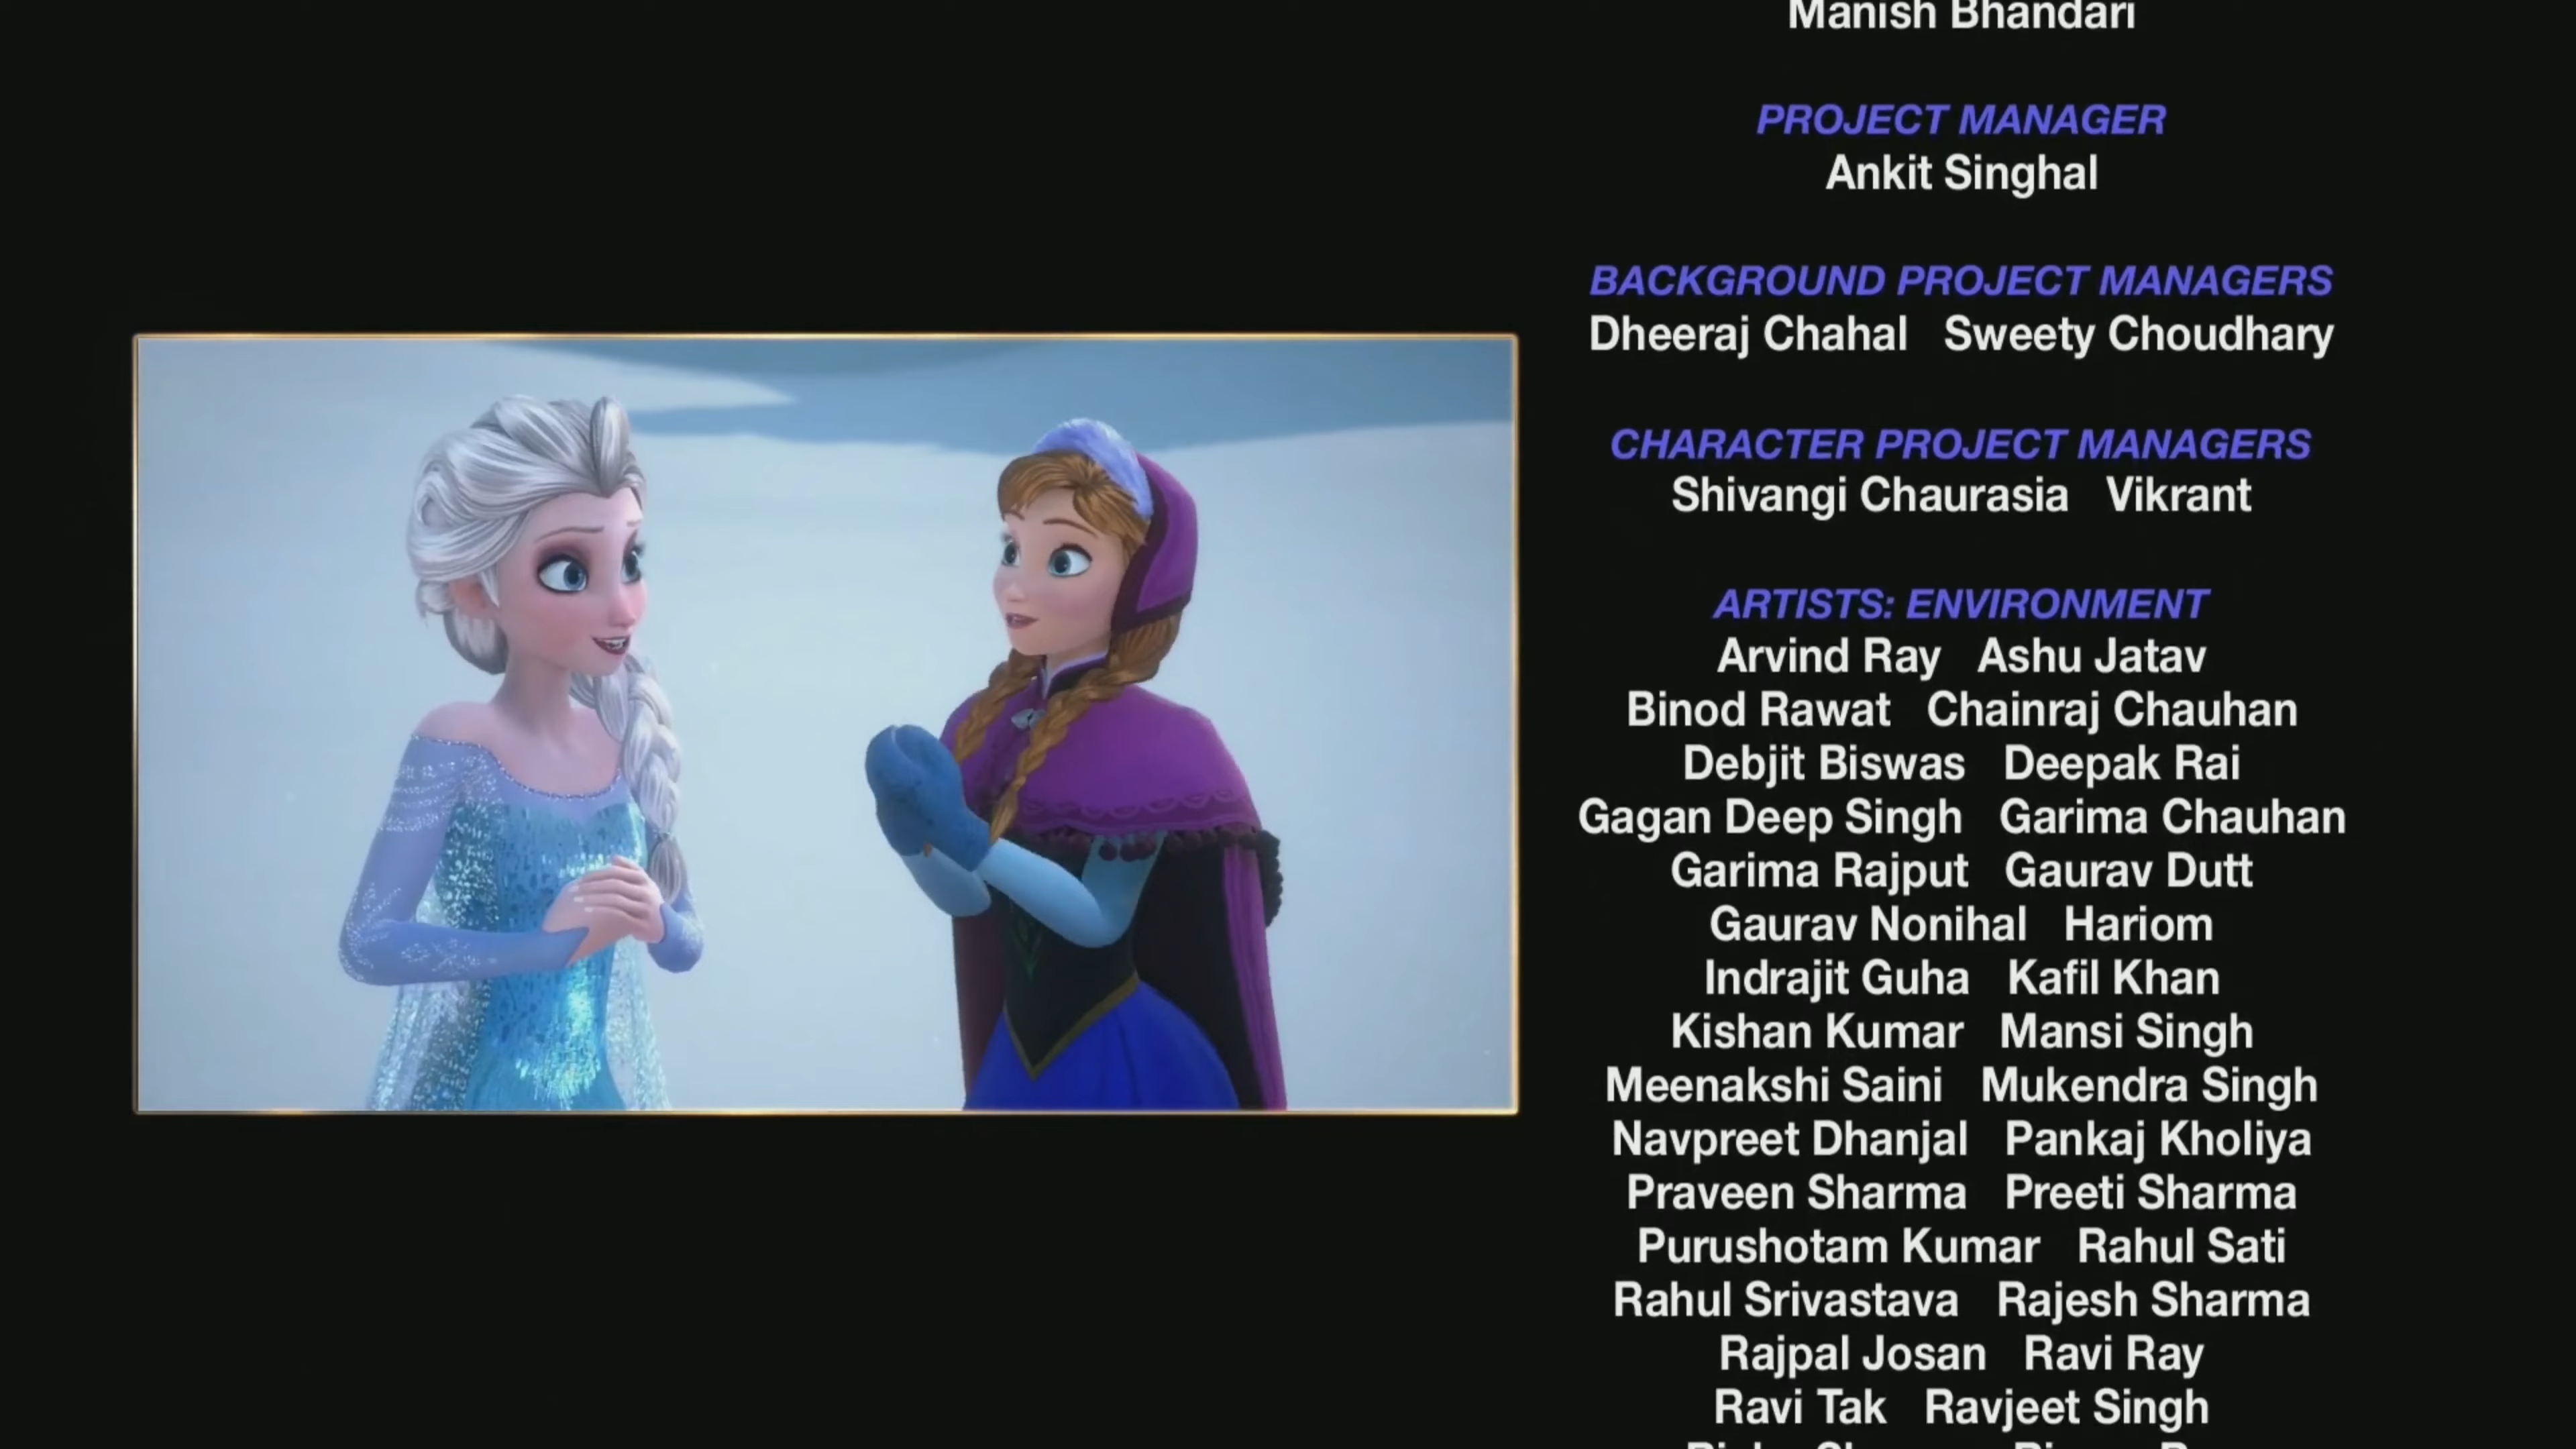 Manish Bhandari
PROJECT MANAGER
Ankit Singhal
BACKGROUND PROJECT MANAGERS
Dheeraj Chahal Sweety Choudhary
CHARACTER PROJECT MANAGERS
Shivangi Chaurasia Vikrant
ARTISTS: ENVIRONMENT
Arvind Ray Ashu Jatav
Binod Rawat Chainraj Chauhan
Debjit Biswas Deepak Rai
Gagan Deep Singh Garima Chauhan
Garima Rajput Gaurav Dutt
Gaurav Nonihal Hariom
Indrajit Guha Kafil Khan
Kishan Kumar Mansi Singh
Meenakshi Saini Mukendra Singh
Navpreet Dhanjal Pankaj Kholiya
Praveen Sharma Preeti Sharma
Purushotam Kumar Rahul Sati
Rahul Srivastava Rajesh Sharma
Rajpal Josan Ravi Ray
Ravi Tak Ravjeet Singh